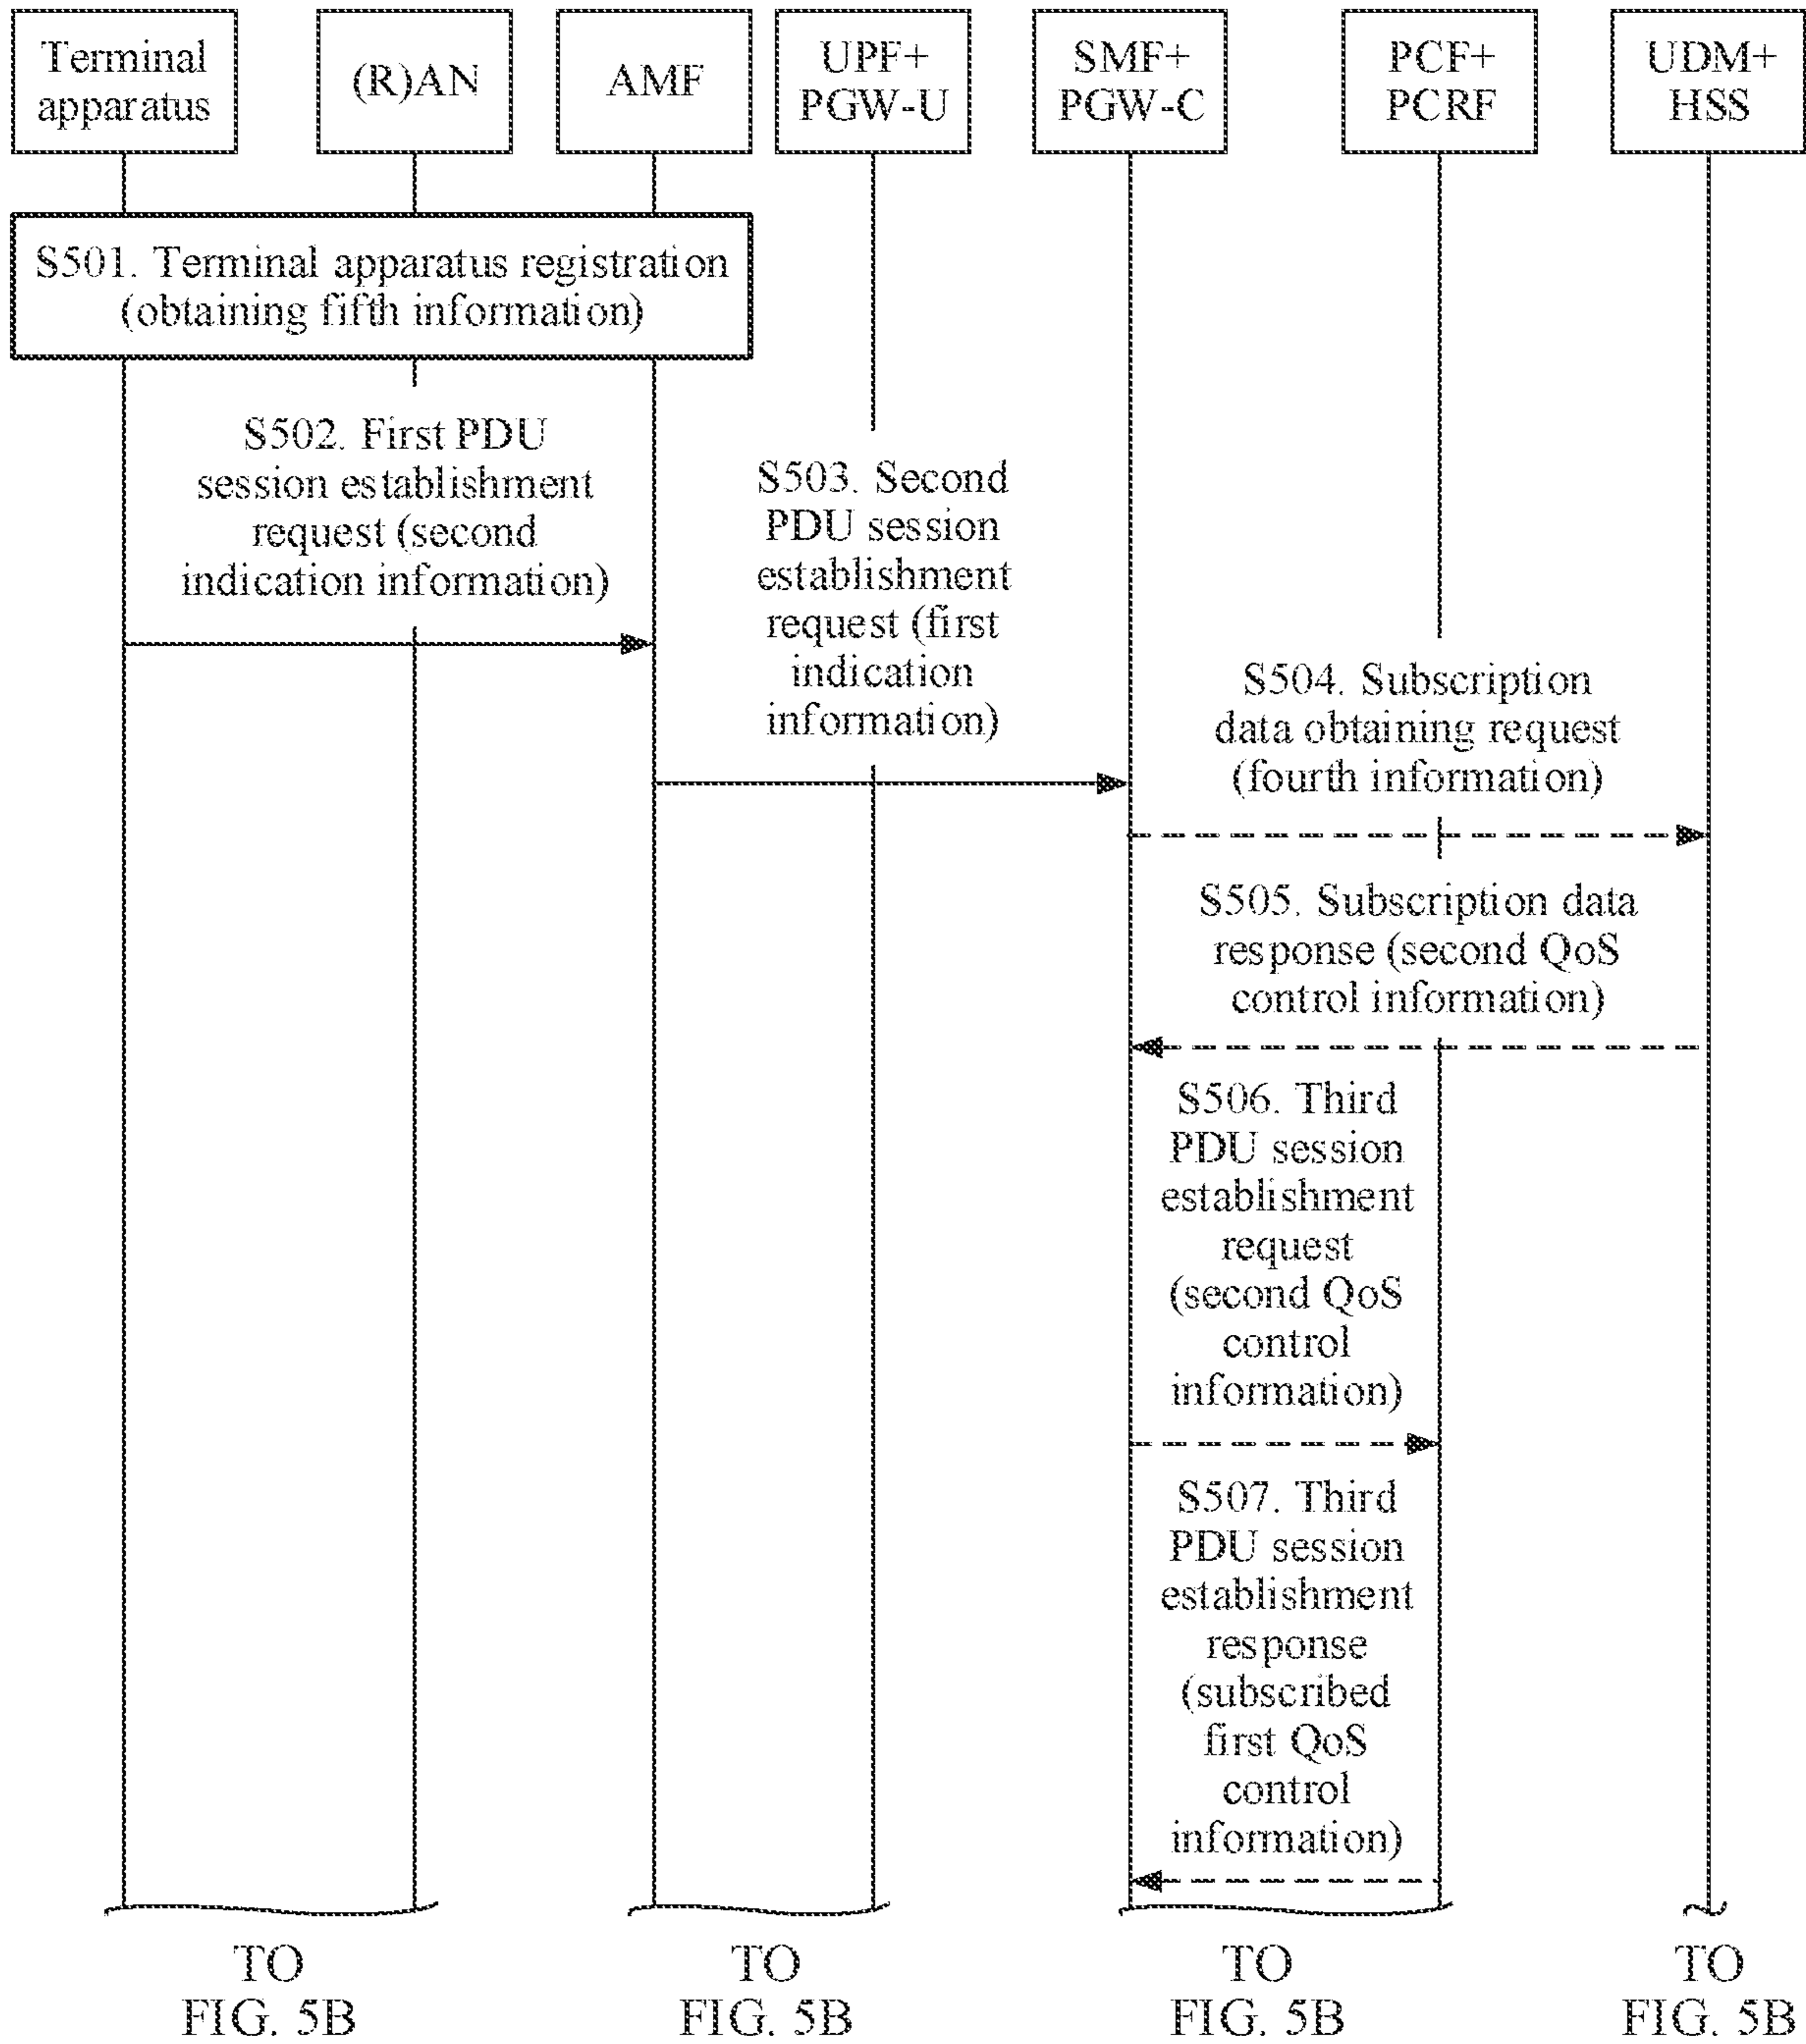 Terminal
apparatus
(R)AN
AMF
UPF+
PGW-U
SMF+
PGW-C
PCF+
PCRF
UDM+
HSS
S501. Terminal apparatus registration
(obtaining fifth information)
S502. First PDU
session establishment
request (second
indication information)
S503. Second
PDU session
establishment
request (first
indication
information)
S504. Subscription
data obtaining request
(fourth information)
S505. Subscription data
response (second QoS
control information)
S506. Third
PDU session
establishment
request
(second QoS
control
information)
S507. Third
PDU session
establishment
response
(subscribed
first QoS
control
information)
TO
FIG. 5B
TO
FIG. 5B
TO
FIG. 5B
TO
FIG. 5B